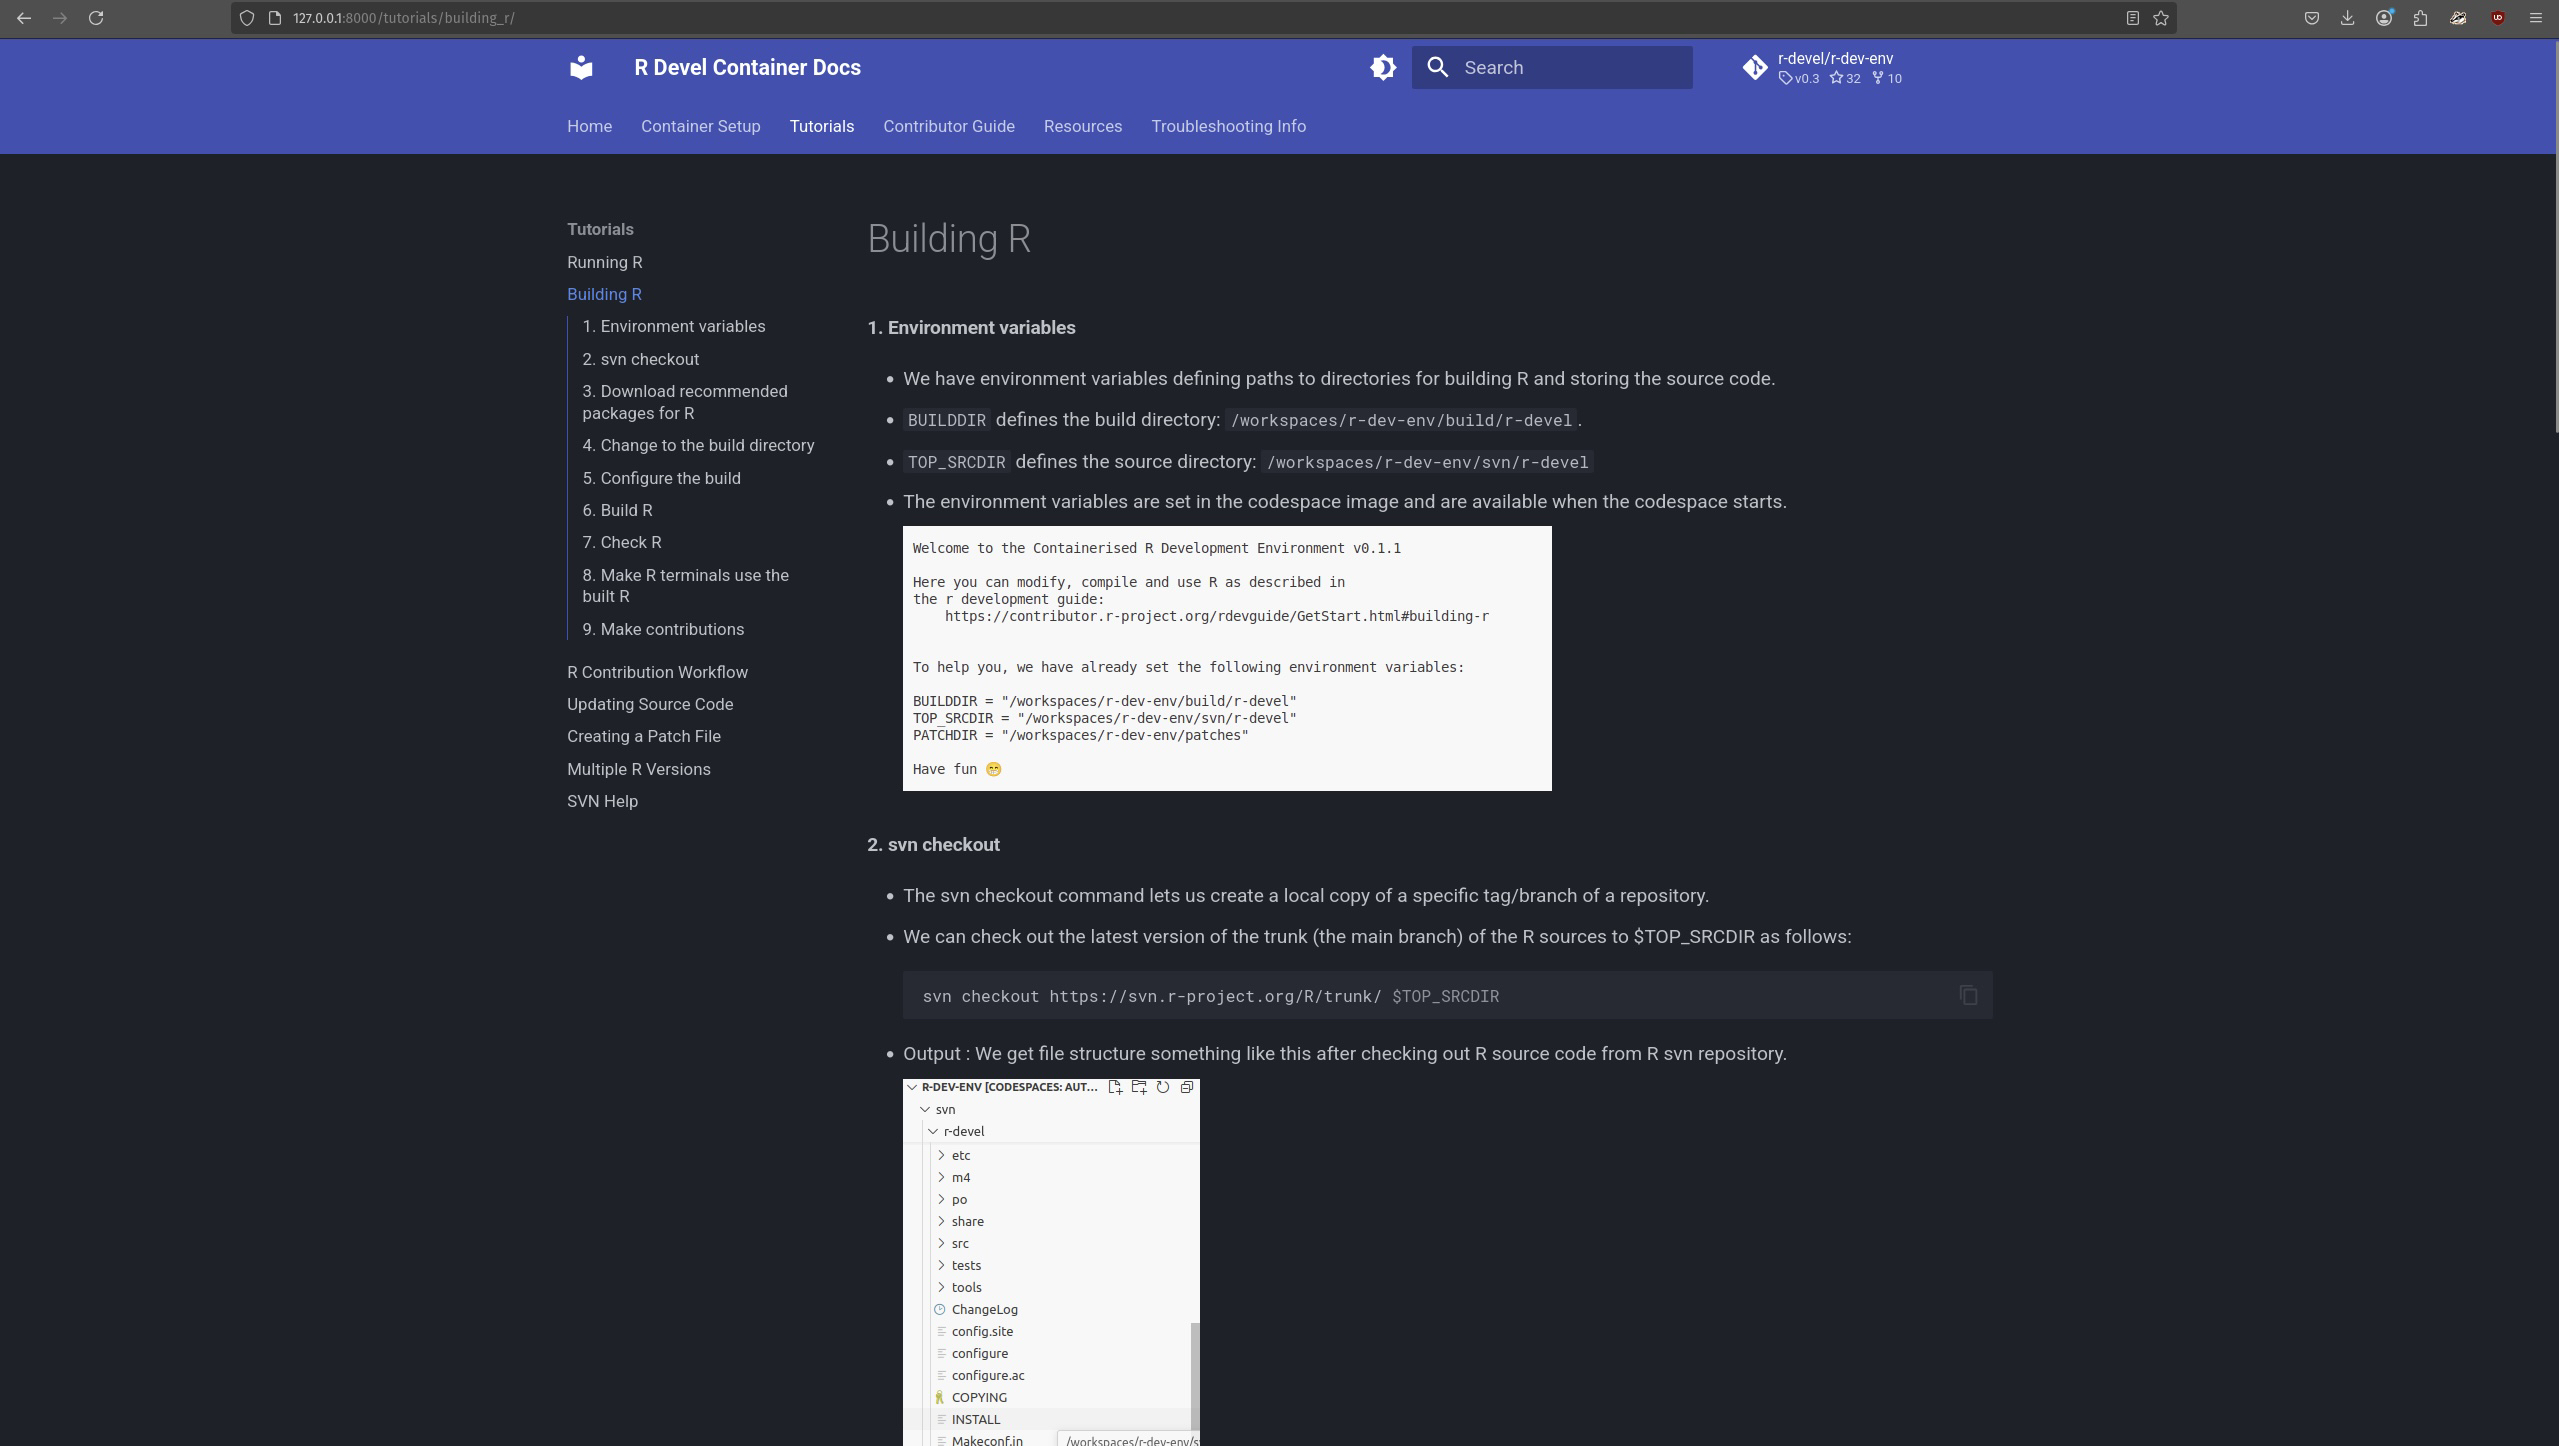 127.0.0.1:8000/tutorials/building_r/
R Devel Container Docs
Search
r-devel/r-dev-env
v0.3 32 10
Home Container Setup Tutorials Contributor Guide Resources Troubleshooting Info
Tutorials
Running R
Building R
1. Environment variables
2. svn checkout
3. Download recommended
packages for R
4. Change to the build directory
5. Configure the build
6. Build R
7. Check R
8. Make R terminals use the
built R
9. Make contributions
R Contribution Workflow
Updating Source Code
Creating a Patch File
Multiple R Versions
SVN Help
Building R
1. Environment variables
We have environment variables defining paths to directories for building R and storing the source code.
BUILDDIR defines the build directory: /workspaces/r-dev-env/build/r-devel.
TOP_SRCDIR defines the source directory: /workspaces/r-dev-env/svn/r-devel
The environment variables are set in the codespace image and are available when the codespace starts.
Welcome to the Containerised R Development Environment v0.1.1
Here you can modify, compile and use R as described in
the r development guide:
https://contributor.r-project.org/rdevguide/GetStart.html#building-r
To help you, we have already set the following environment variables:
BUILDDIR = "/workspaces/r-dev-env/build/r-devel"
TOP_SRCDIR = "/workspaces/r-dev-env/svn/r-devel"
PATCHDIR = "/workspaces/r-dev-env/patches"
Have fun 😁
2. svn checkout
The svn checkout command lets us create a local copy of a specific tag/branch of a repository.
We can check out the latest version of the trunk (the main branch) of the R sources to $TOP_SRCDIR as follows:
svn checkout https://svn.r-project.org/R/trunk/ $TOP_SRCDIR
Output : We get file structure something like this after checking out R source code from R svn repository.
R-DEV-ENV [CODESPACES: AUT...
svn
r-devel
etc
m4
po
share
src
tests
tools
ChangeLog
config.site
configure
configure.ac
COPYING
INSTALL
Makeconf.in
/workspaces/r-dev-env/s